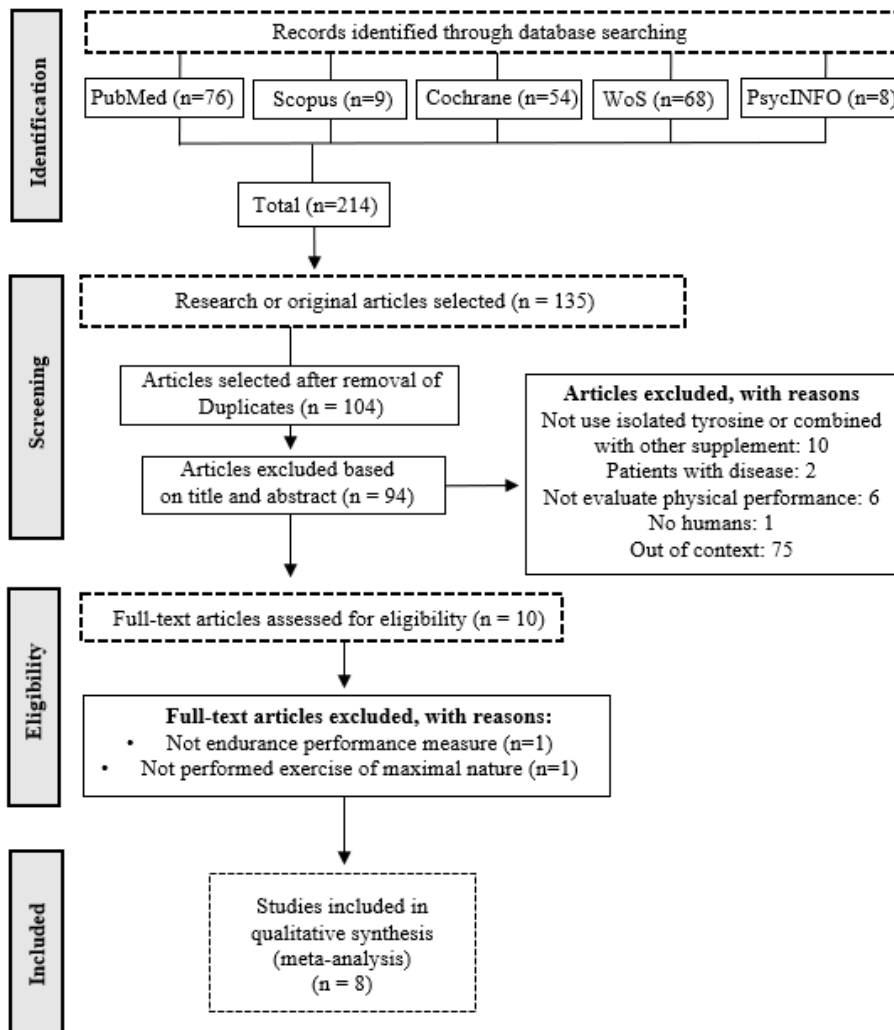 Identification
Records identified through database searching
PubMed (n=76)
Scopus (n=9)
Cochrane (n=54)
WoS (n=68)
PsycINFO (n=8)
Total (n=214)
Screening
Research or original articles selected (n = 135)
Articles selected after removal of
Duplicates (n = 104)
Articles excluded based
on title and abstract (n = 94)
Articles excluded, with reasons
Not use isolated tyrosine or combined
with other supplement: 10
Patients with disease: 2
Not evaluate physical performance: 6
No humans: 1
Out of context: 75
Eligibility
Full-text articles assessed for eligibility (n = 10)
Full-text articles excluded, with reasons:
• Not endurance performance measure (n=1)
• Not performed exercise of maximal nature (n=1)
Included
Studies included in
qualitative synthesis
(meta-analysis)
(n = 8)